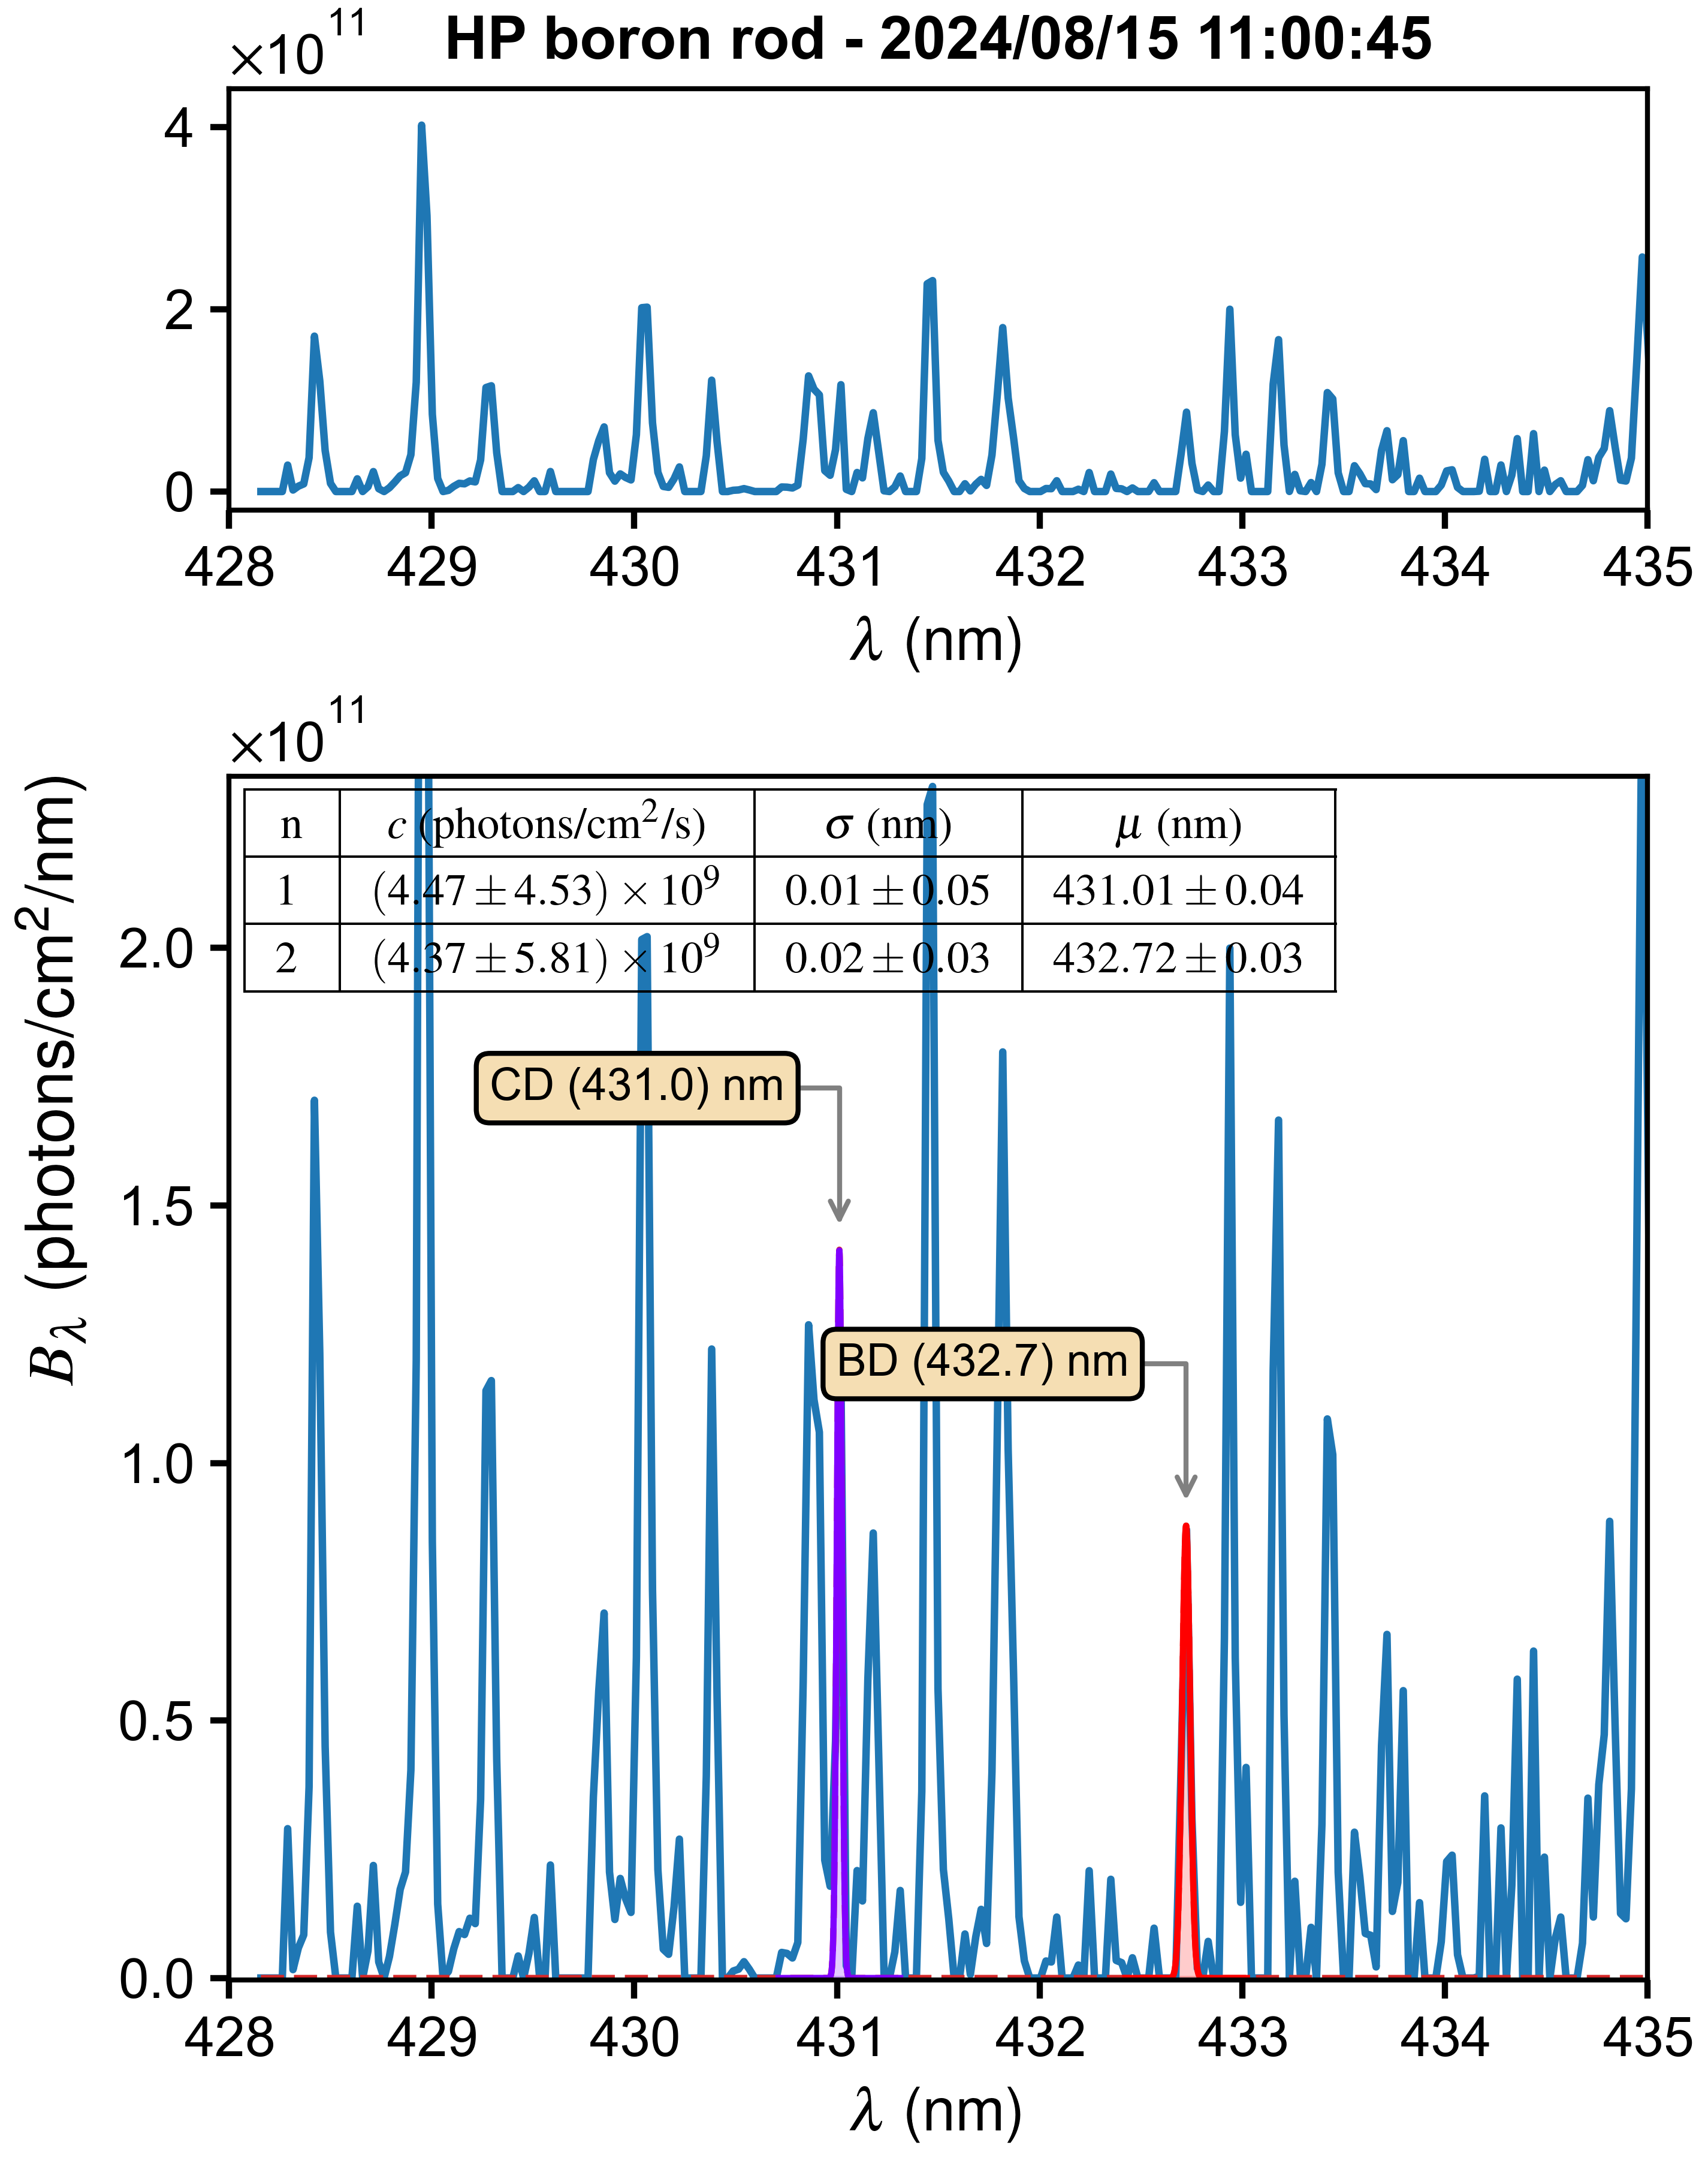 HP boron rod - 2024/08/15 11:00:45
×10^11
4
2
0
428 429 430 431 432 433 434 435
λ (nm)
×10^11
B_λ (photons/cm²/nm)
n c (photons/cm²/s) σ (nm) μ (nm)
1 (4.47 ± 4.53) × 10⁹ 0.01 ± 0.05 431.01 ± 0.04
2 (4.37 ± 5.81) × 10⁹ 0.02 ± 0.03 432.72 ± 0.03
2.0
CD (431.0) nm
1.5
BD (432.7) nm
1.0
0.5
0.0
428 429 430 431 432 433 434 435
λ (nm)